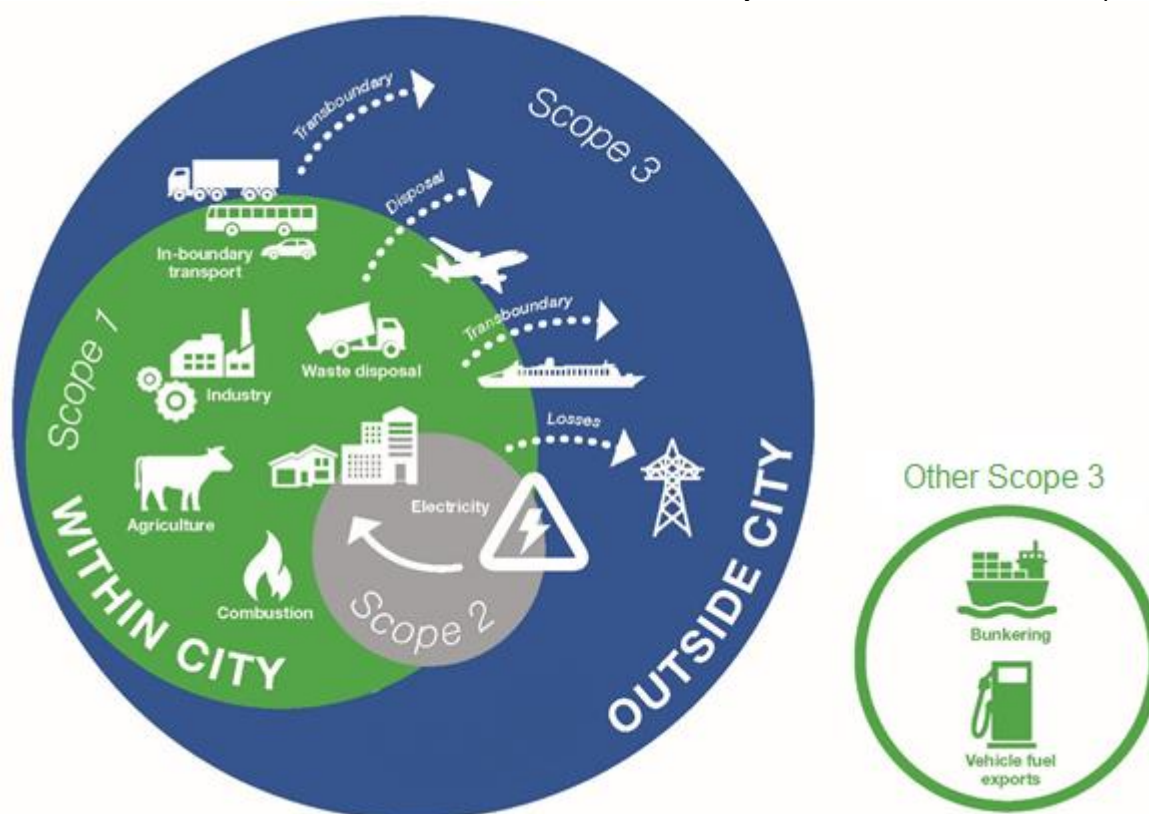 Transboundary
Scope 3
Disposal
In-boundary
transport
Transboundary
Scope 1
Waste disposal
Industry
Losses
Electricity
Agriculture
Combustion
Scope 2
WITHIN CITY
OUTSIDE CITY
Other Scope 3
Bunkering
Vehicle fuel
exports